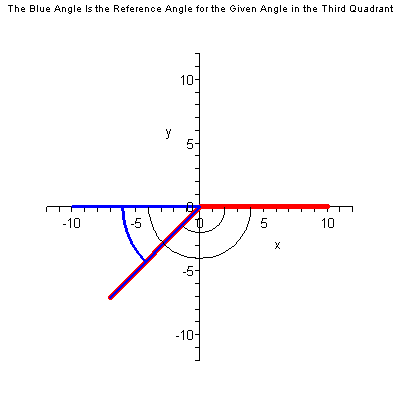 The Blue Angle Is the Reference Angle for the Given Angle in the Third Quadrant
10
y
5
-10 -5 0 5 10
x
-5
-10